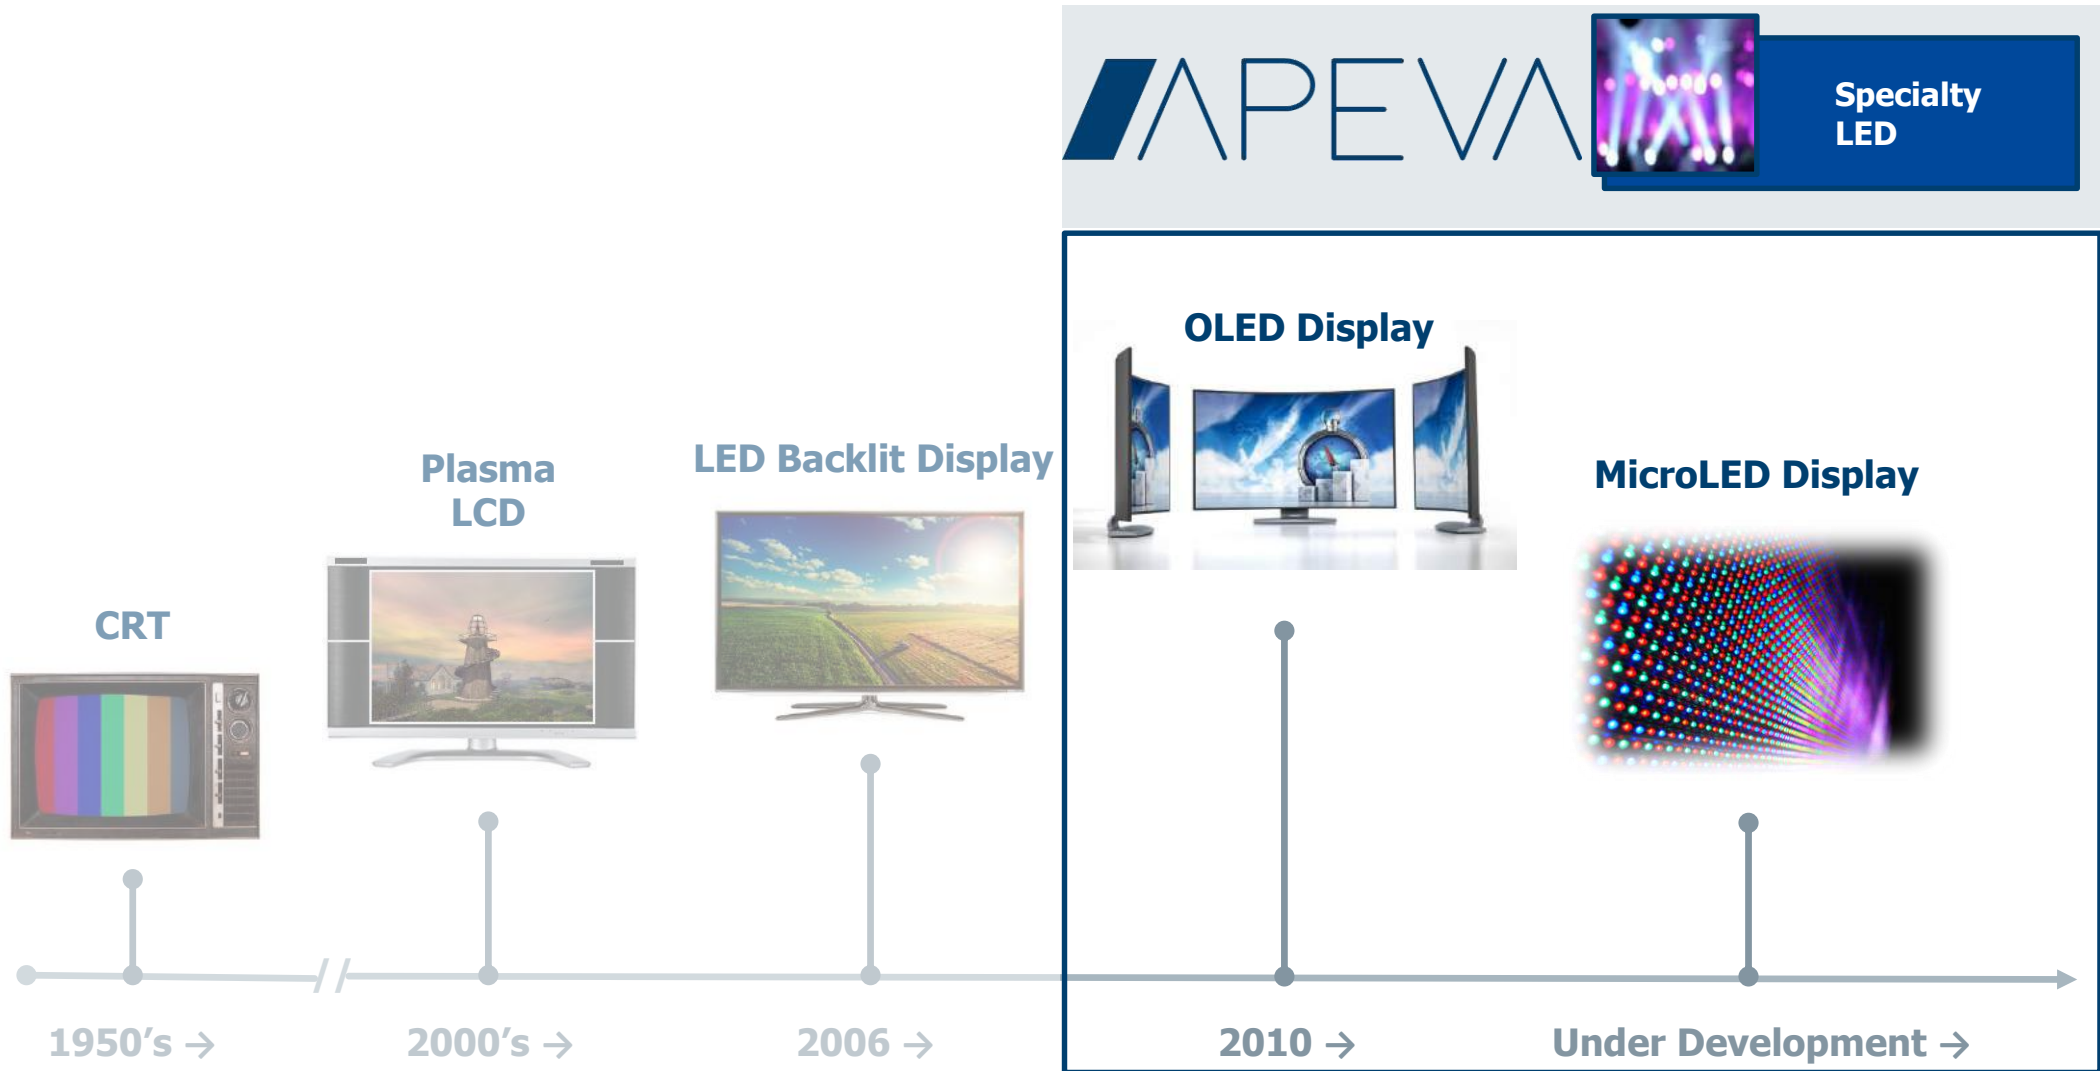 APEVA
Specialty
LED
OLED Display
LED Backlit Display
Plasma
LCD
MicroLED Display
CRT
1950’s →
2000’s →
2006 →
2010 →
Under Development →